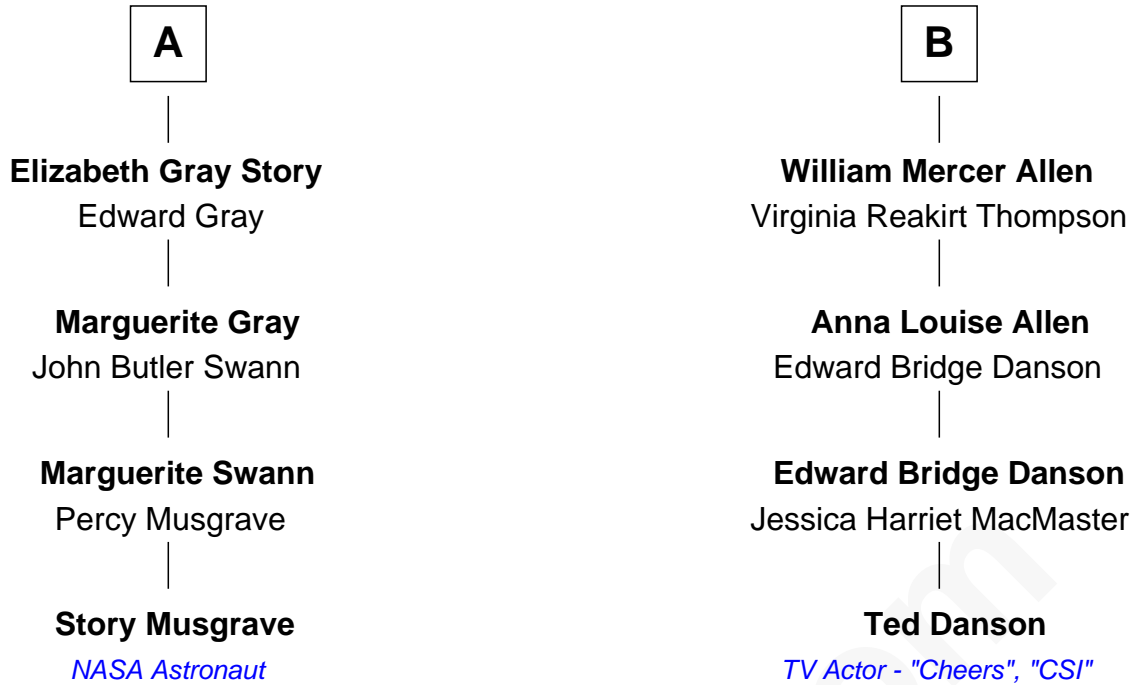 A
B
Elizabeth Gray Story
Edward Gray
William Mercer Allen
Virginia Reakirt Thompson
Marguerite Gray
John Butler Swann
Anna Louise Allen
Edward Bridge Danson
Marguerite Swann
Percy Musgrave
Edward Bridge Danson
Jessica Harriet MacMaster
Story Musgrave
NASA Astronaut
Ted Danson
TV Actor - "Cheers", "CSI"